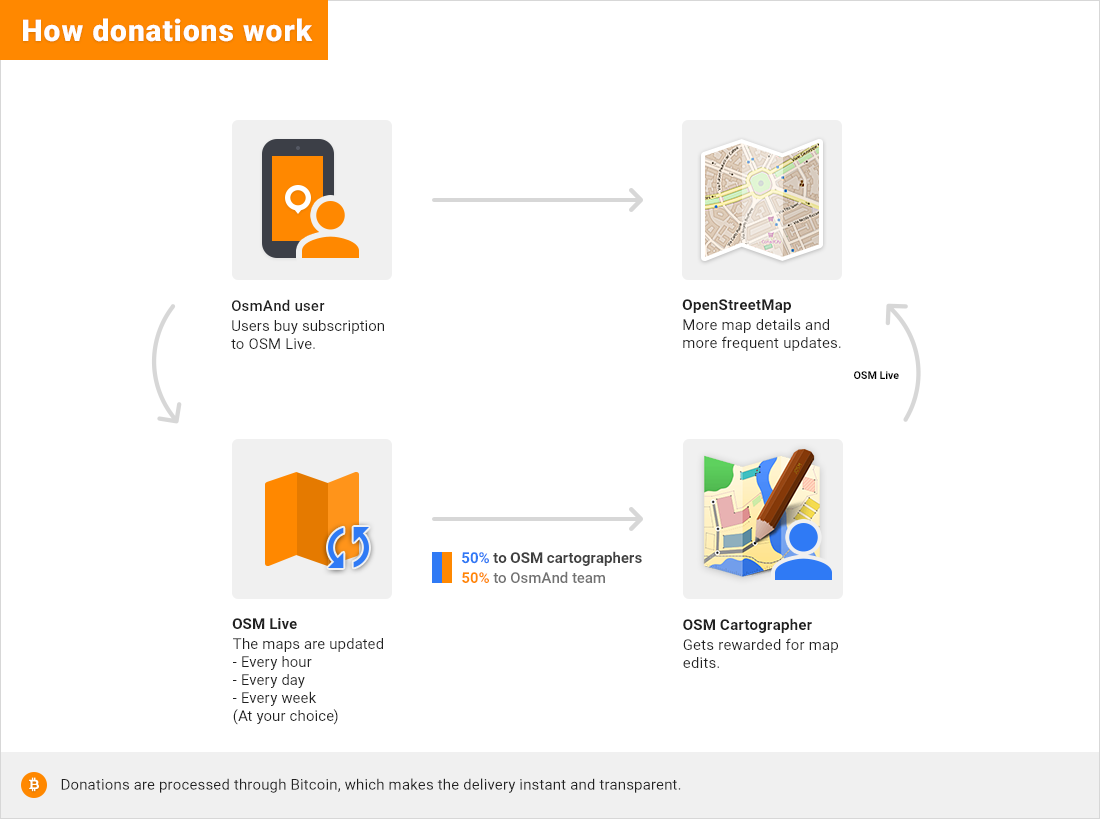 How donations work
OsmAnd user
Users buy subscription
to OSM Live.
OpenStreetMap
More map details and
more frequent updates.
OSM Live
50% to OSM cartographers
50% to OsmAnd team
OSM Live
The maps are updated
- Every hour
- Every day
- Every week
(At your choice)
OSM Cartographer
Gets rewarded for map
edits.
Donations are processed through Bitcoin, which makes the delivery instant and transparent.